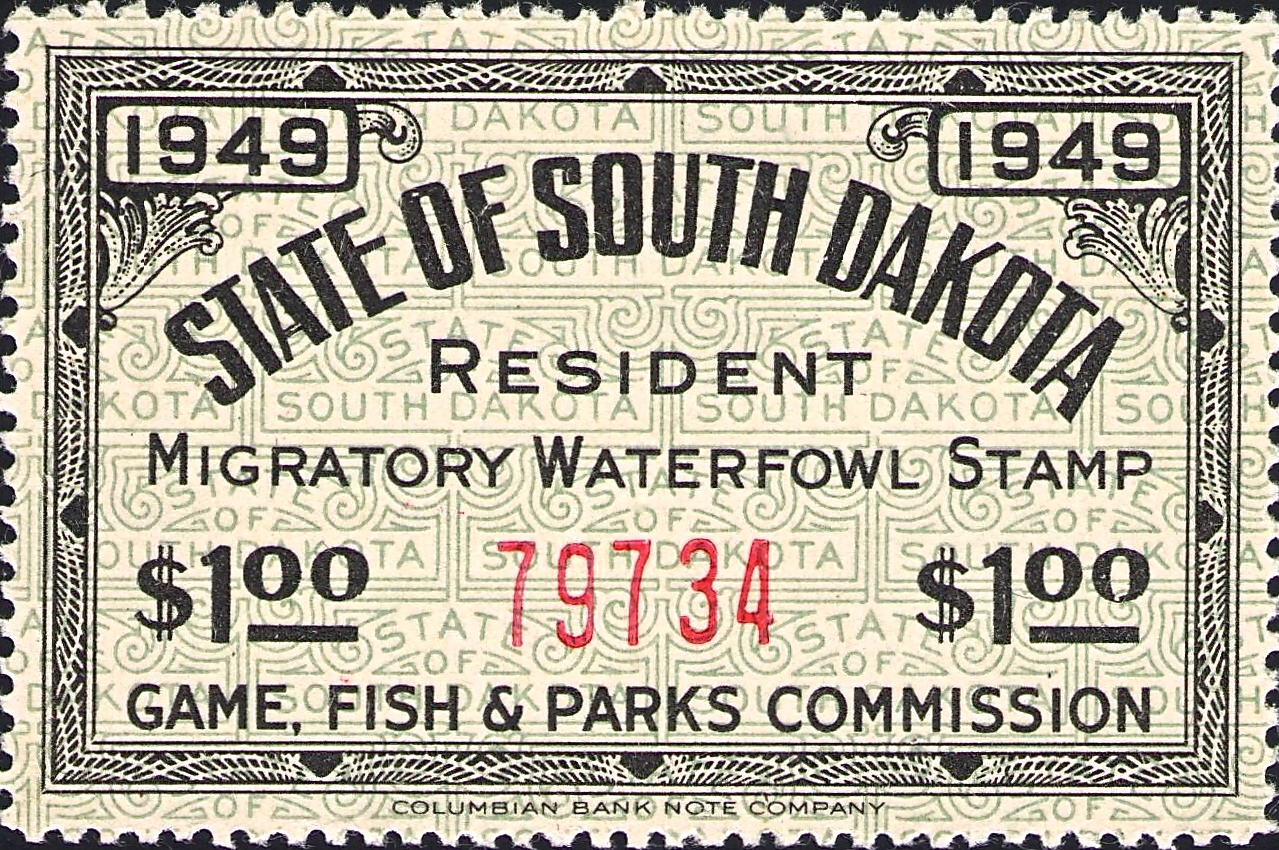 1949 1949
STATE OF SOUTH DAKOTA
RESIDENT
MIGRATORY WATERFOWL STAMP
$1.00 79734 $1.00
GAME, FISH & PARKS COMMISSION
COLUMBIAN BANK NOTE COMPANY